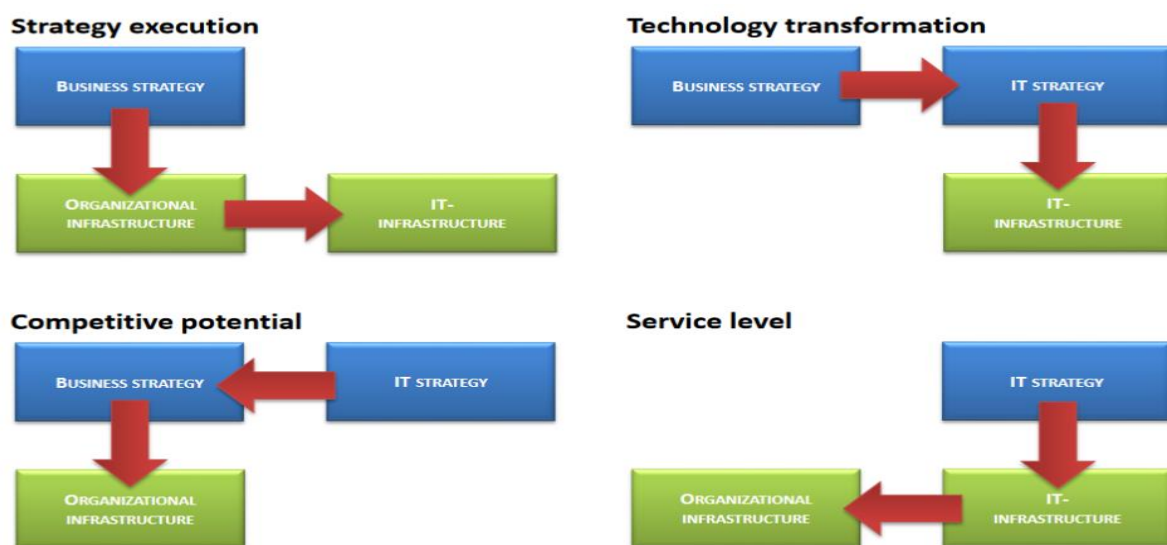 Strategy execution
BUSINESS STRATEGY
ORGANIZATIONAL
INFRASTRUCTURE
IT-
INFRASTRUCTURE
Technology transformation
BUSINESS STRATEGY
IT STRATEGY
IT-
INFRASTRUCTURE
Competitive potential
BUSINESS STRATEGY
IT STRATEGY
ORGANIZATIONAL
INFRASTRUCTURE
Service level
IT STRATEGY
ORGANIZATIONAL
INFRASTRUCTURE
IT-
INFRASTRUCTURE